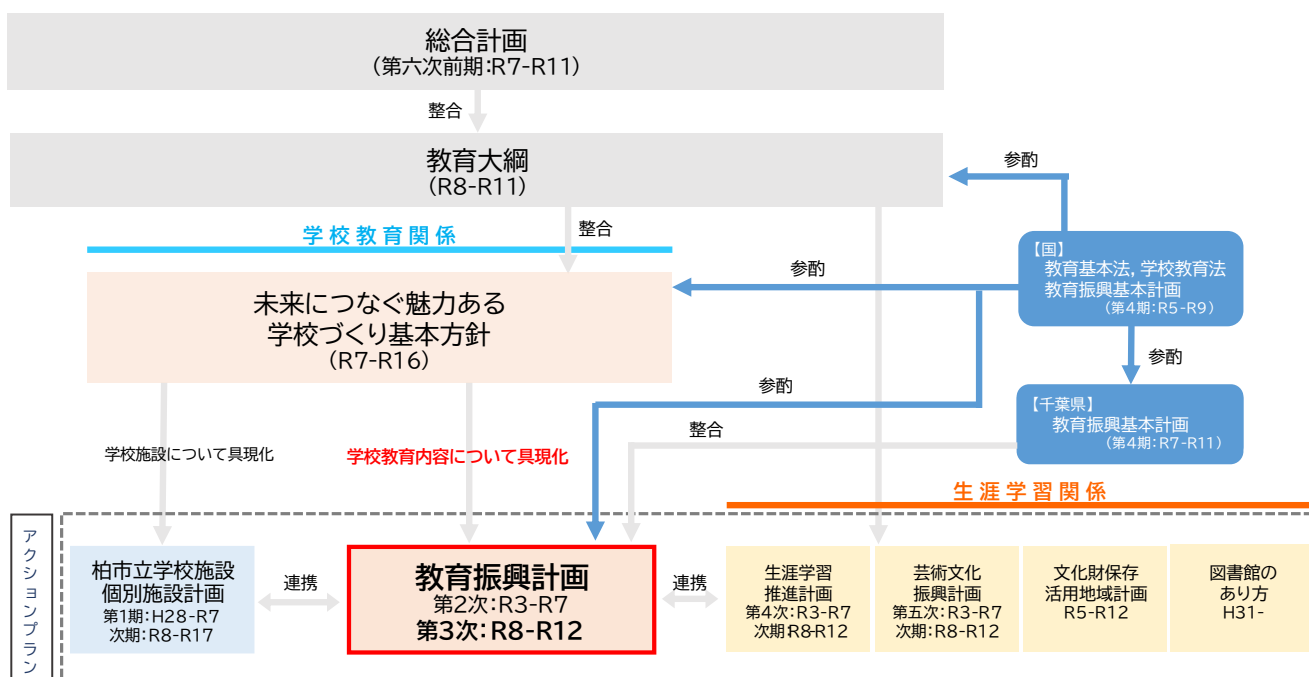 総合計画
(第六次前期:R7-R11)
整合
教育大綱
(R8-R11)
参酌
学校教育関係
整合
【国】
教育基本法, 学校教育法
教育振興基本計画
(第4期:R5-R9)
参酌
未来につなぐ魅力ある
学校づくり基本方針
(R7-R16)
参酌
参酌
【千葉県】
教育振興基本計画
(第4期:R7-R11)
整合
学校施設について具現化
学校教育内容について具現化
生涯学習関係
アクションプラン
柏市立学校施設
個別施設計画
第1期:H28-R7
次期:R8-R17
連携
教育振興計画
第2次:R3-R7
第3次:R8-R12
連携
生涯学習
推進計画
第4次:R3-R7
次期:R8-R12
芸術文化
振興計画
第五次:R3-R7
次期:R8-R12
文化財保存
活用地域計画
R5-R12
図書館の
あり方
H31-